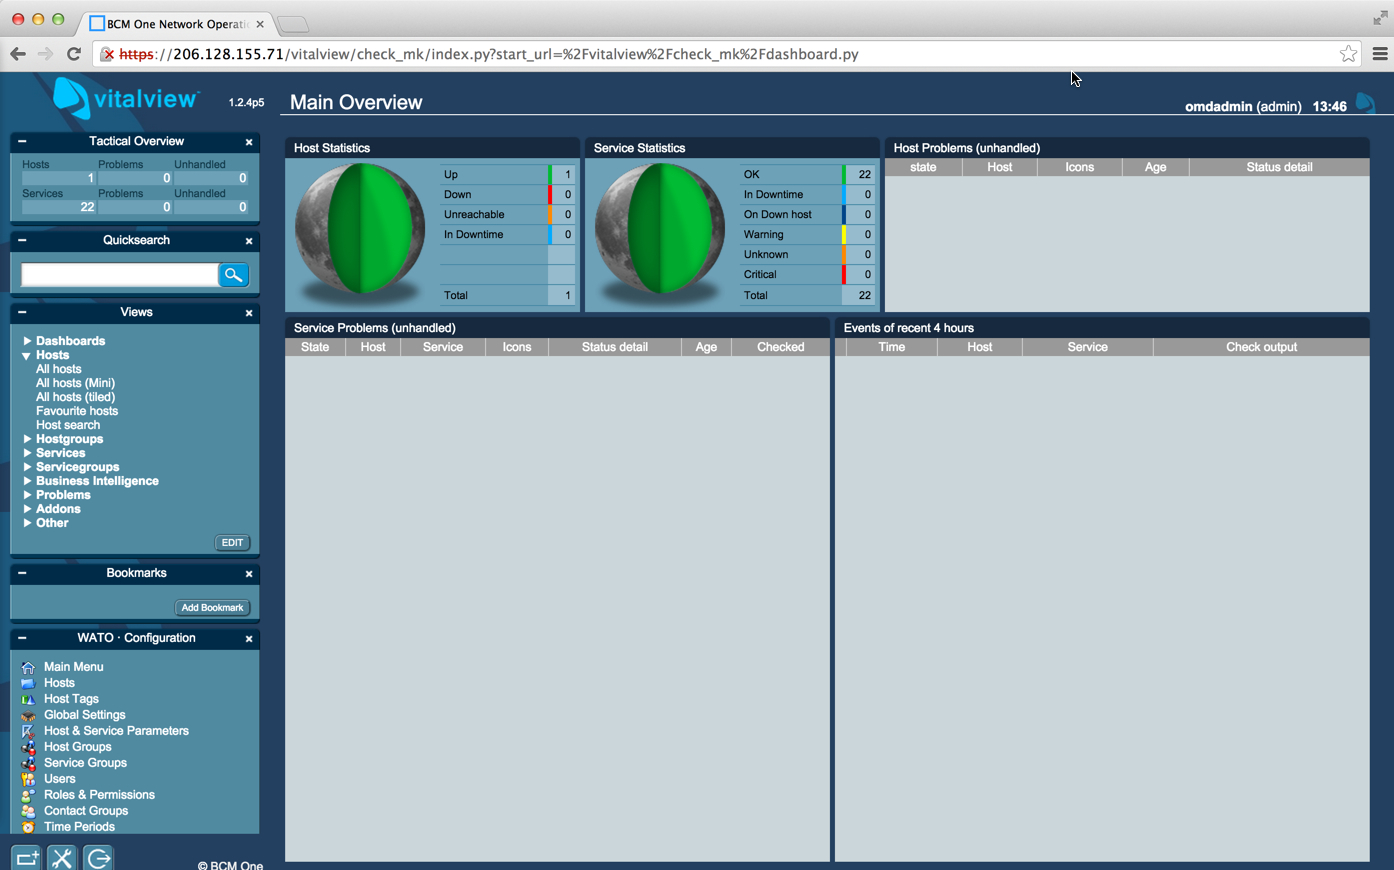 BCM One Network Operatio
https://206.128.155.71/vitalview/check_mk/index.py?start_url=%2Fvitalview%2Fcheck_mk%2Fdashboard.py
vitalview
1.2.4p5
Main Overview
omdadmin (admin) 13:46
Tactical Overview
Hosts Problems Unhandled
1 0 0
Services Problems Unhandled
22 0 0
Quicksearch
Views
Dashboards
Hosts
All hosts
All hosts (Mini)
All hosts (tiled)
Favourite hosts
Host search
Hostgroups
Services
Servicegroups
Business Intelligence
Problems
Addons
Other
EDIT
Bookmarks
Add Bookmark
WATO · Configuration
Main Menu
Hosts
Host Tags
Global Settings
Host & Service Parameters
Host Groups
Service Groups
Users
Roles & Permissions
Contact Groups
Time Periods
© BCM One
Host Statistics
Up 1
Down 0
Unreachable 0
In Downtime 0
Total 1
Service Statistics
OK 22
In Downtime 0
On Down host 0
Warning 0
Unknown 0
Critical 0
Total 22
Host Problems (unhandled)
state Host Icons Age Status detail
Service Problems (unhandled)
State Host Service Icons Status detail Age Checked
Events of recent 4 hours
Time Host Service Check output